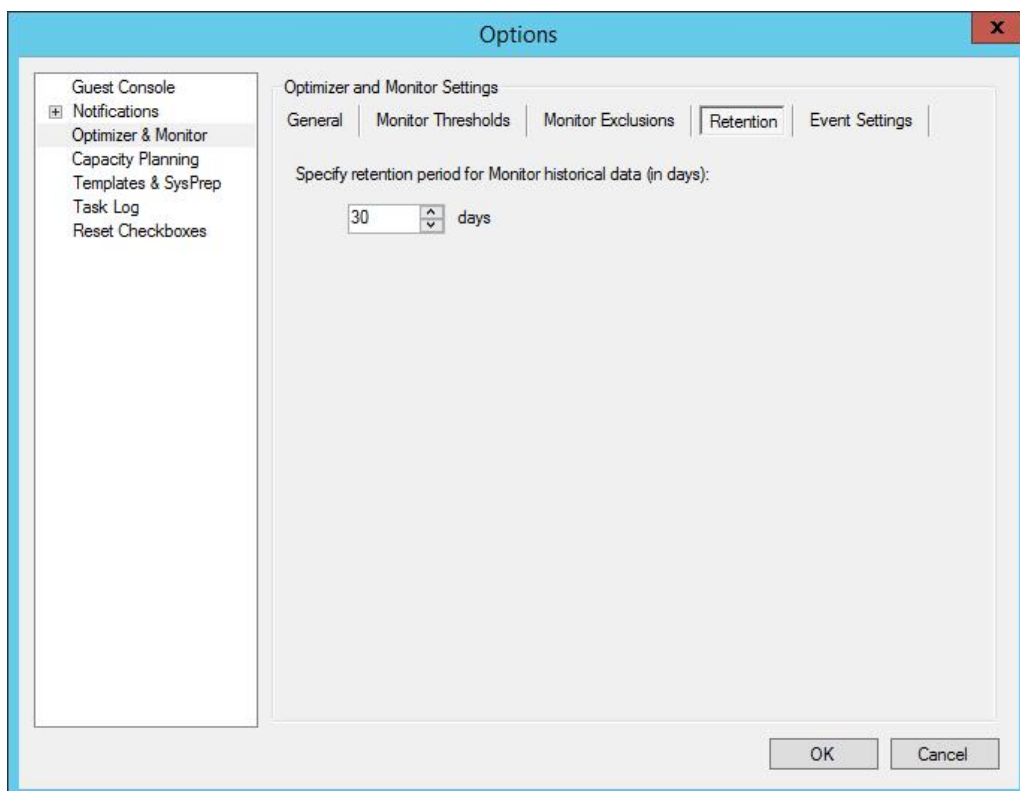 Options
x
Guest Console
Notifications
Optimizer & Monitor
Capacity Planning
Templates & SysPrep
Task Log
Reset Checkboxes
Optimizer and Monitor Settings
General Monitor Thresholds Monitor Exclusions Retention Event Settings
Specify retention period for Monitor historical data (in days):
30 days
OK Cancel